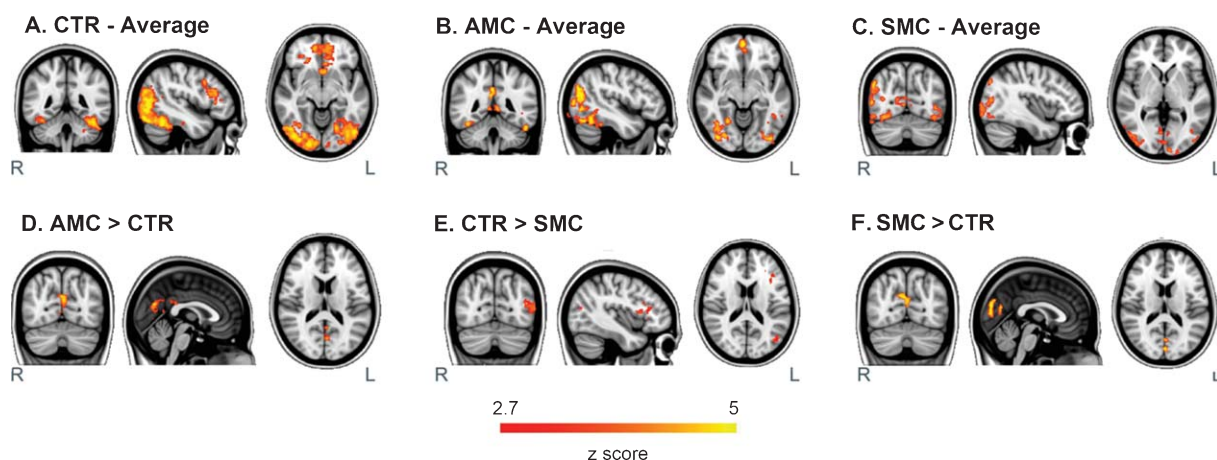 A. CTR - Average
B. AMC - Average
C. SMC - Average
R
L
R
L
R
L
D. AMC > CTR
E. CTR > SMC
F. SMC > CTR
R
L
R
L
R
L
2.7
5
z score